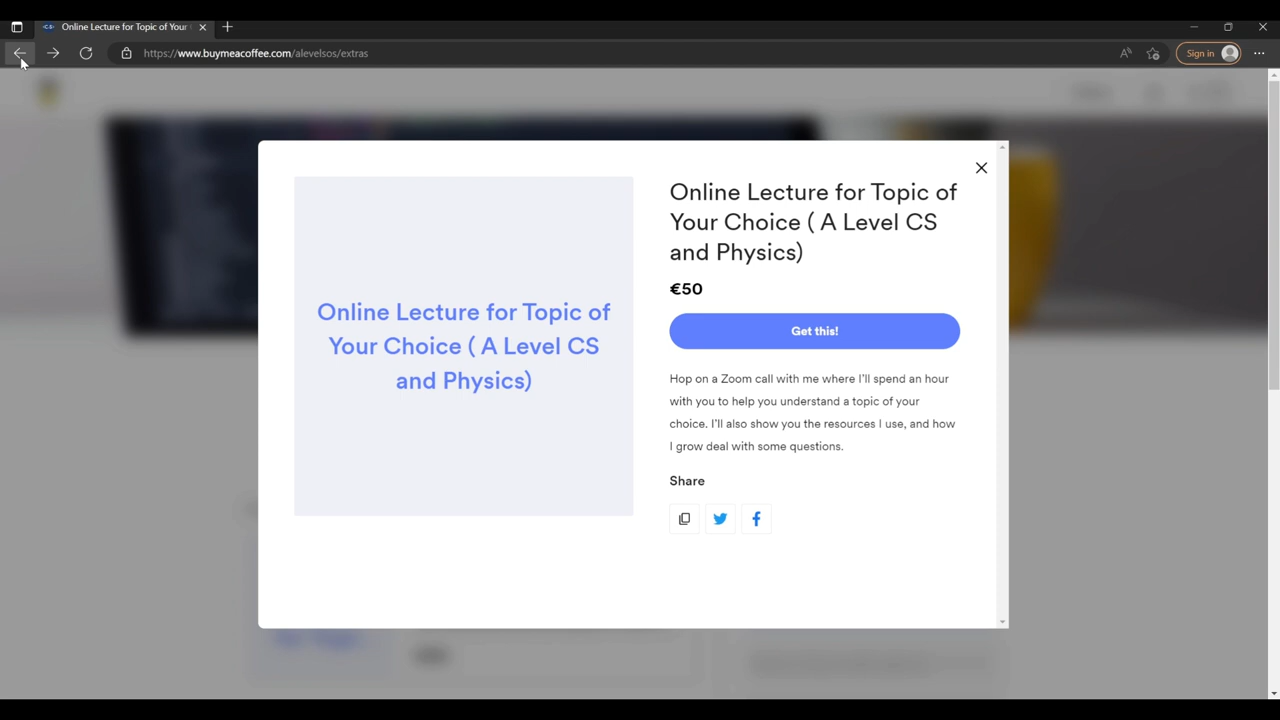 Online Lecture for Topic of Your
https://www.buymeacoffee.com/alevelsos/extras
Sign in
Online Lecture for Topic of
Your Choice ( A Level CS
and Physics)
Online Lecture for Topic of
Your Choice ( A Level CS
and Physics)
€50
Get this!
Hop on a Zoom call with me where I'll spend an hour
with you to help you understand a topic of your
choice. I'll also show you the resources I use, and how
I grow deal with some questions.
Share